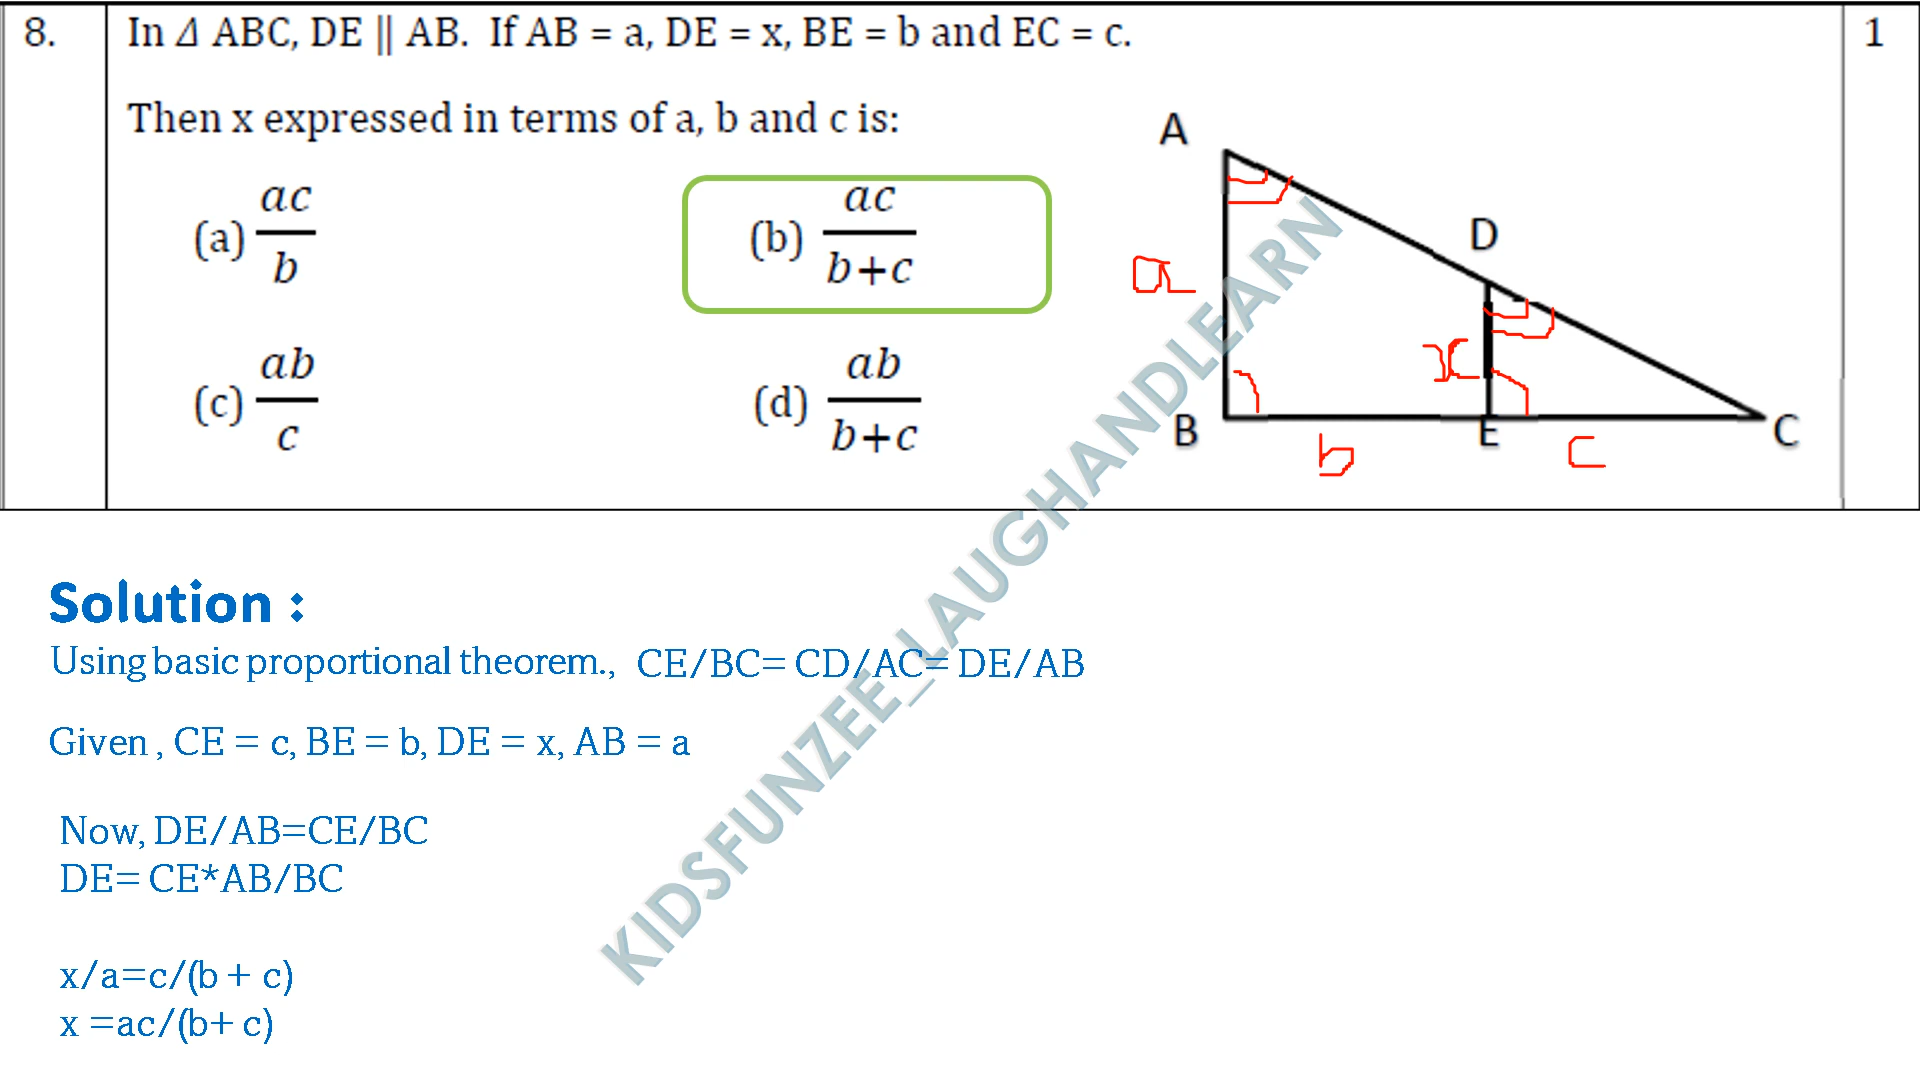 8. In Δ ABC, DE || AB. If AB = a, DE = x, BE = b and EC = c. 1
Then x expressed in terms of a, b and c is:
(a) ac/b (b) ac/b+c
(c) ab/c (d) ab/b+c
A
D
a
x
B E C
b c
Solution :
Using basic proportional theorem., CE/BC= CD/AC= DE/AB
Given , CE = c, BE = b, DE = x, AB = a
Now, DE/AB=CE/BC
DE= CE*AB/BC
x/a=c/(b + c)
x =ac/(b+ c)
KIDSFUNZEE_LAUGHANDLEARN